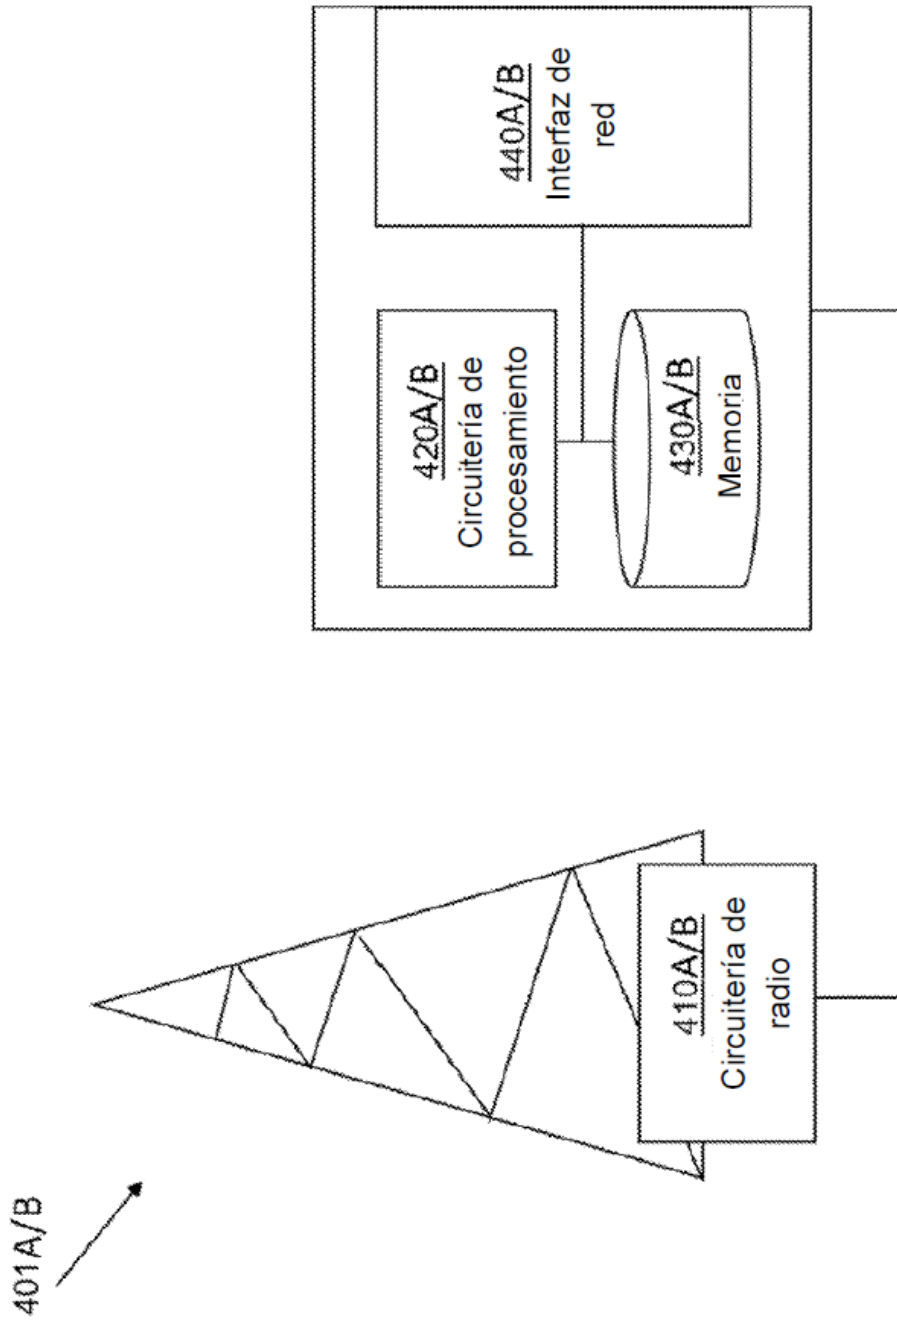 401A/B
410A/B
Circuitería de
radio
420A/B
Circuitería de
procesamiento
430A/B
Memoria
440A/B
Interfaz de
red